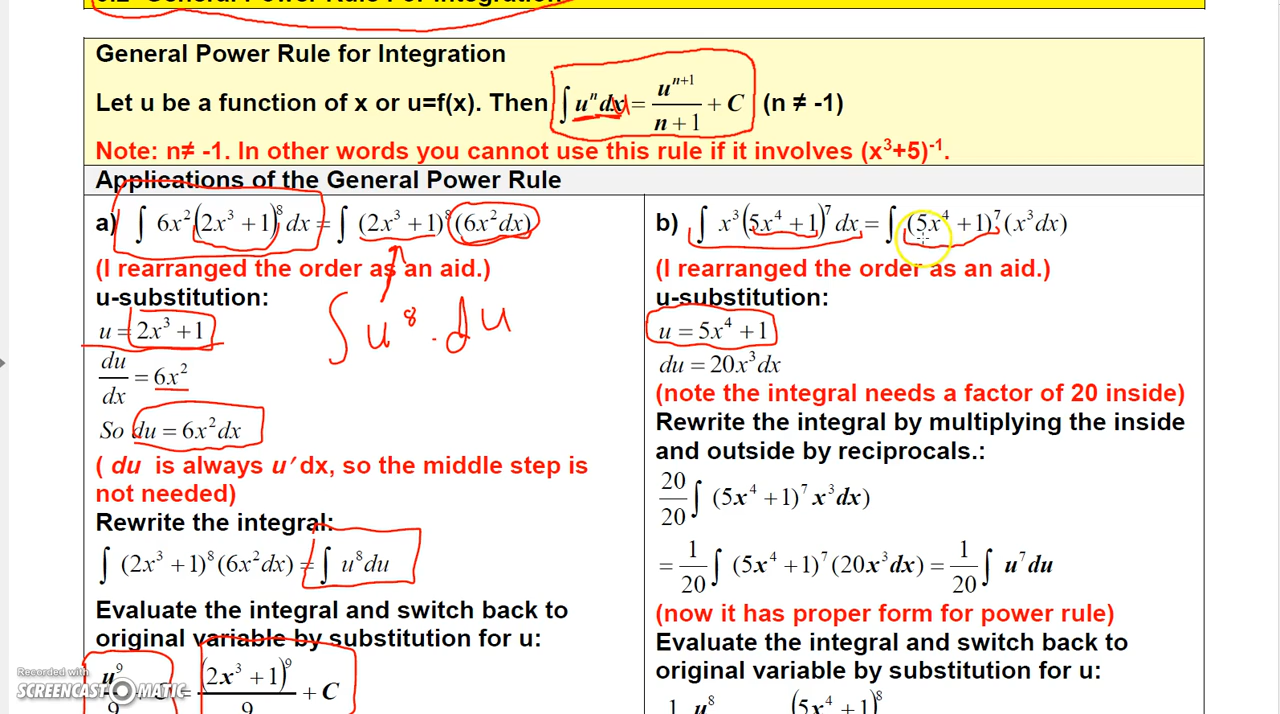 5.2 General Power Rule For Integration
General Power Rule for Integration
Let u be a function of x or u=f(x). Then ∫ uⁿ du = uⁿ⁺¹/(n + 1) + C (n ≠ -1)
Note: n≠ -1. In other words you cannot use this rule if it involves (x³+5)⁻¹.
Applications of the General Power Rule
a) ∫ 6x²(2x³ + 1)⁸ dx = ∫ (2x³ + 1)⁸ (6x²dx)
(I rearranged the order as an aid.)
u-substitution:
u = 2x³ + 1
∫ u⁸ · du
du/dx = 6x²
So du = 6x²dx
( du is always u′dx, so the middle step is
not needed)
Rewrite the integral:
∫ (2x³ + 1)⁸ (6x²dx) = ∫ u⁸du
Evaluate the integral and switch back to
original variable by substitution for u:
u⁹/9 = (2x³ + 1)⁹/9 + C
b) ∫ x³(5x⁴ + 1)⁷ dx = ∫ (5x⁴ + 1)⁷ (x³dx)
(I rearranged the order as an aid.)
u-substitution:
u = 5x⁴ + 1
du = 20x³dx
(note the integral needs a factor of 20 inside)
Rewrite the integral by multiplying the inside
and outside by reciprocals.:
20/20 ∫ (5x⁴ + 1)⁷ x³dx)
= 1/20 ∫ (5x⁴ + 1)⁷ (20x³dx) = 1/20 ∫ u⁷du
(now it has proper form for power rule)
Evaluate the integral and switch back to
original variable by substitution for u:
1 u⁸ (5x⁴ + 1)⁸
Recorded with
SCREENCAST-O-MATIC